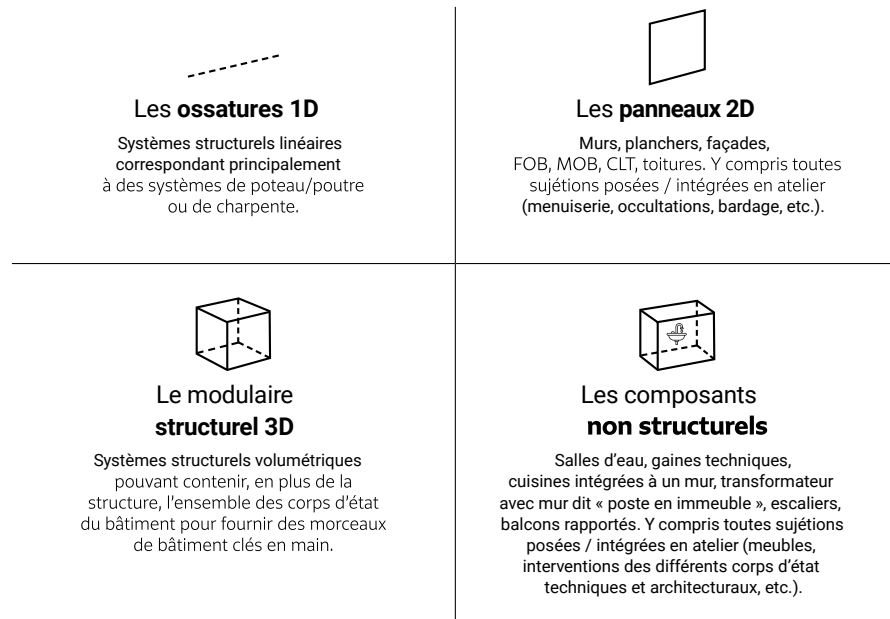 Les ossatures 1D
Systèmes structurels linéaires
correspondant principalement
à des systèmes de poteau/poutre
ou de charpente.
Les panneaux 2D
Murs, planchers, façades,
FOB, MOB, CLT, toitures. Y compris toutes
sujétions posées / intégrées en atelier
(menuiserie, occultations, bardage, etc.).
Le modulaire
structurel 3D
Systèmes structurels volumétriques
pouvant contenir, en plus de la
structure, l'ensemble des corps d'état
du bâtiment pour fournir des morceaux
de bâtiment clés en main.
Les composants
non structurels
Salles d'eau, gaines techniques,
cuisines intégrées à un mur, transformateur
avec mur dit « poste en immeuble », escaliers,
balcons rapportés. Y compris toutes sujétions
posées / intégrées en atelier (meubles,
interventions des différents corps d'état
techniques et architecturaux, etc.).